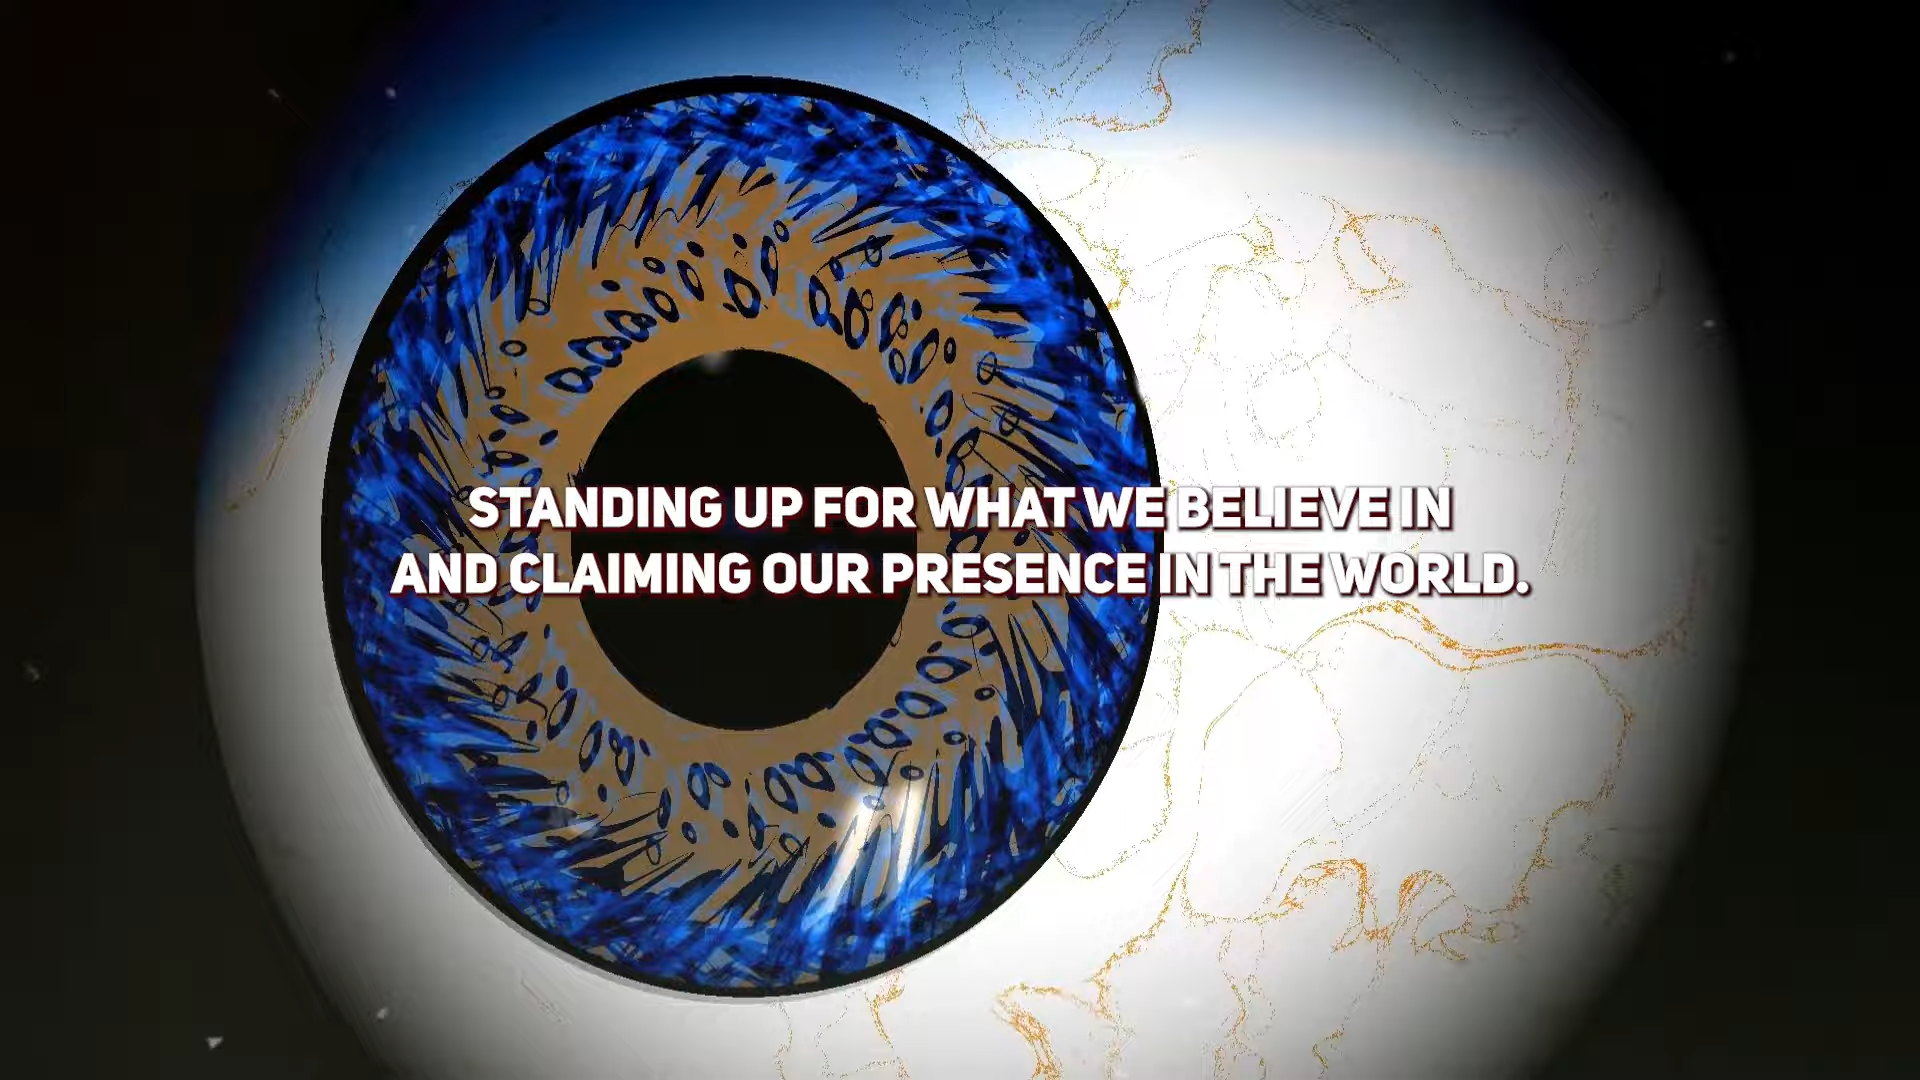 STANDING UP FOR WHAT WE BELIEVE IN
AND CLAIMING OUR PRESENCE IN THE WORLD.